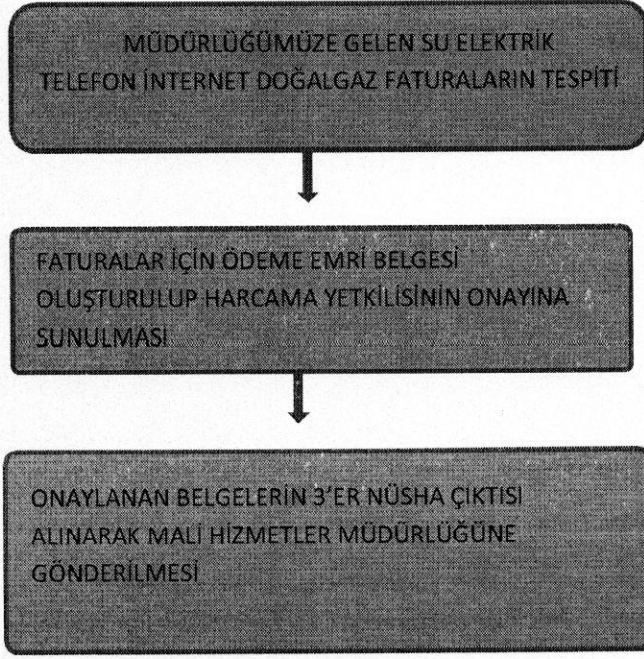 MÜDÜRLÜĞÜMÜZE GELEN SU ELEKTRİK
TELEFON İNTERNET DOĞALGAZ FATURALARIN TESPİTİ
FATURALAR İÇİN ÖDEME EMRİ BELGESİ
OLUŞTURULUP HARCAMA YETKİLİSİNİN ONAYINA
SUNULMASI
ONAYLANAN BELGELERİN 3'ER NÜSHA ÇIKTISI
ALINARAK MALİ HİZMETLER MÜDÜRLÜĞÜNE
GÖNDERİLMESİ